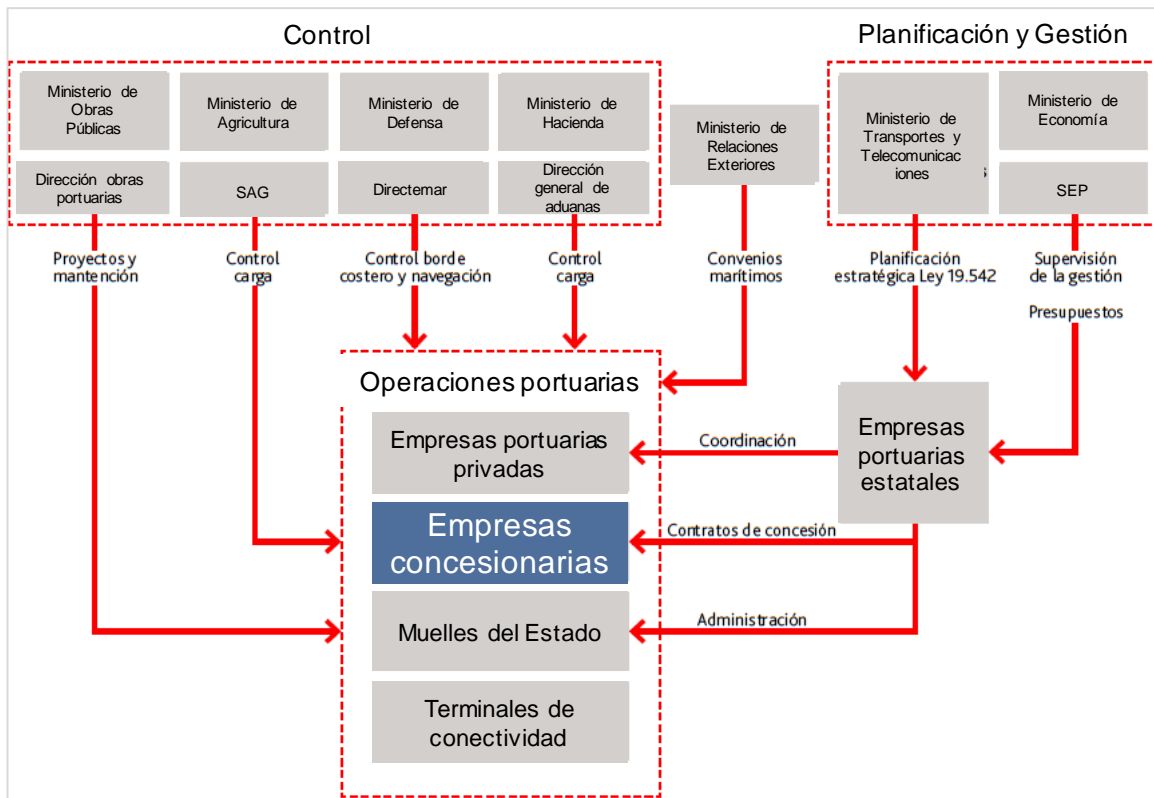 Control
Planificación y Gestión
Ministerio de
Obras
Públicas
Ministerio de
Agricultura
Ministerio de
Defensa
Ministerio de
Hacienda
Ministerio de
Relaciones
Exteriores
Ministerio de
Transportes y
Telecomunicac
iones
s
Ministerio de
Economía
Dirección obras
portuarias
SAG
Directemar
Dirección
general de
aduanas
SEP
Proyectos y
mantención
Control
carga
Control borde
costero y navegación
Control
carga
Convenios
marítimos
Planificación
estratégica Ley 19.542
Supervisión
de la gestión
Presupuestos
Operaciones portuarias
Empresas portuarias
privadas
Coordinación
Empresas
portuarias
estatales
Empresas
concesionarias
Contratos de concesión
Muelles del Estado
Administración
Terminales de
conectividad